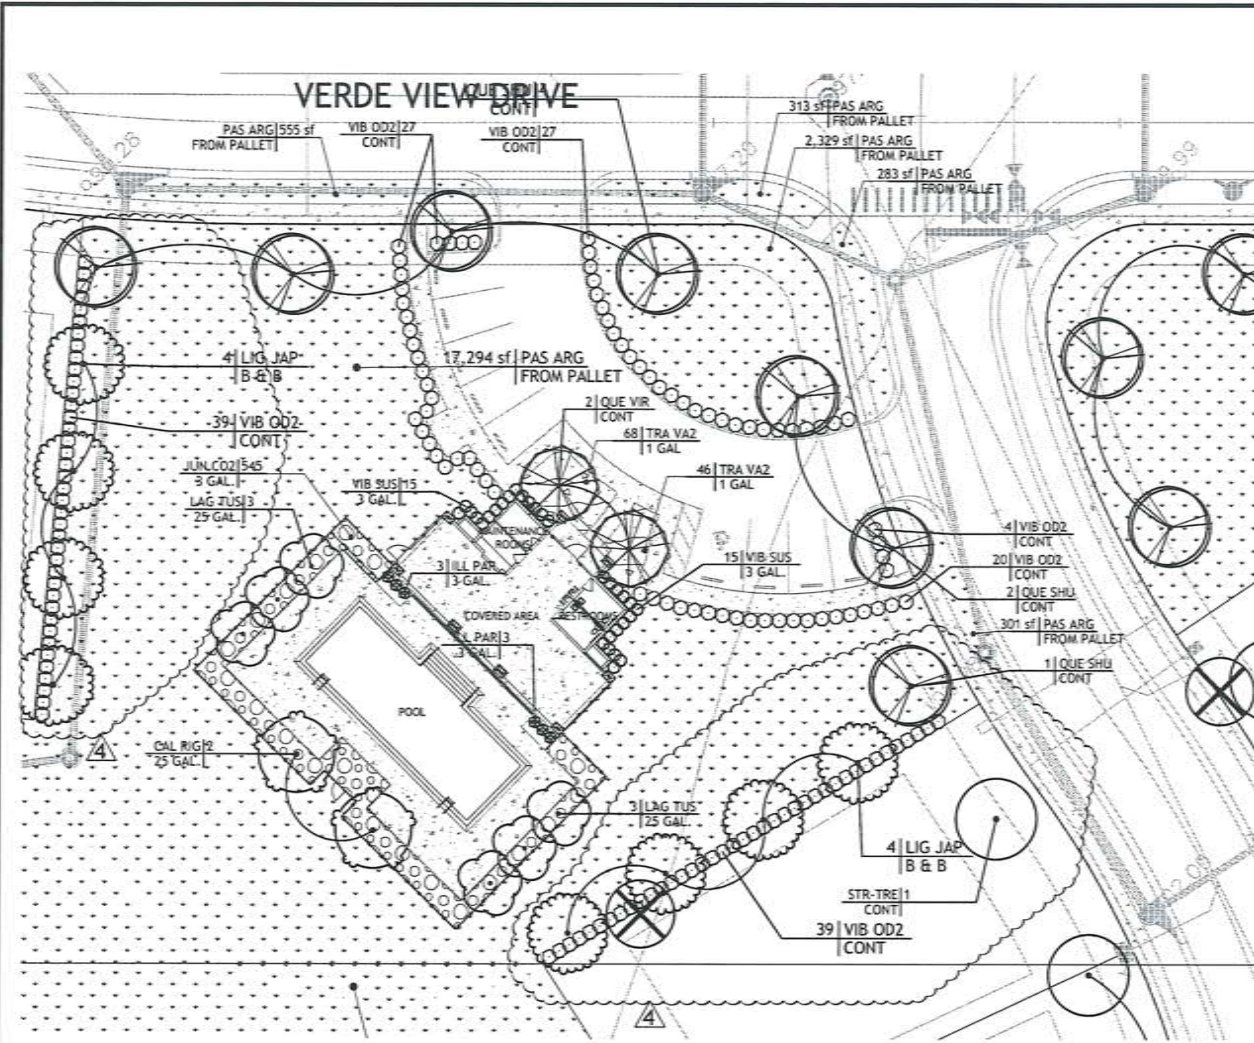 VERDE VIEW DRIVE
CONT
PAS ARG 555 sf
FROM PALLET
VIB OD2 27
CONT
VIB OD2 27
CONT
313 sf PAS ARG
FROM PALLET
2,329 sf PAS ARG
FROM PALLET
283 sf PAS ARG
FROM PALLET
4 LIG JAP
B & B
17,294 sf PAS ARG
FROM PALLET
39 VIB OD2
CONT
2 QUE VIR
CONT
68 TRA VA2
1 GAL
46 TRA VA2
1 GAL
JUN CO2 545
3 GAL.
LAG TUS 3
25 GAL.
VIB SUS 15
3 GAL.
MAINTENANCE
ROOMS
3 ILL PAR
3 GAL.
15 VIB SUS
3 GAL.
4 VIB OD2
CONT
20 VIB OD2
CONT
2 QUE SHU
CONT
301 sf PAS ARG
FROM PALLET
1 QUE SHU
CONT
COVERED AREA
PAR 3
3 GAL.
POOL
CAL RIG 2
25 GAL.
4
3 LAG TUS
25 GAL
4 LIG JAP
B & B
STR-TRE 1
CONT
39 VIB OD2
CONT
4